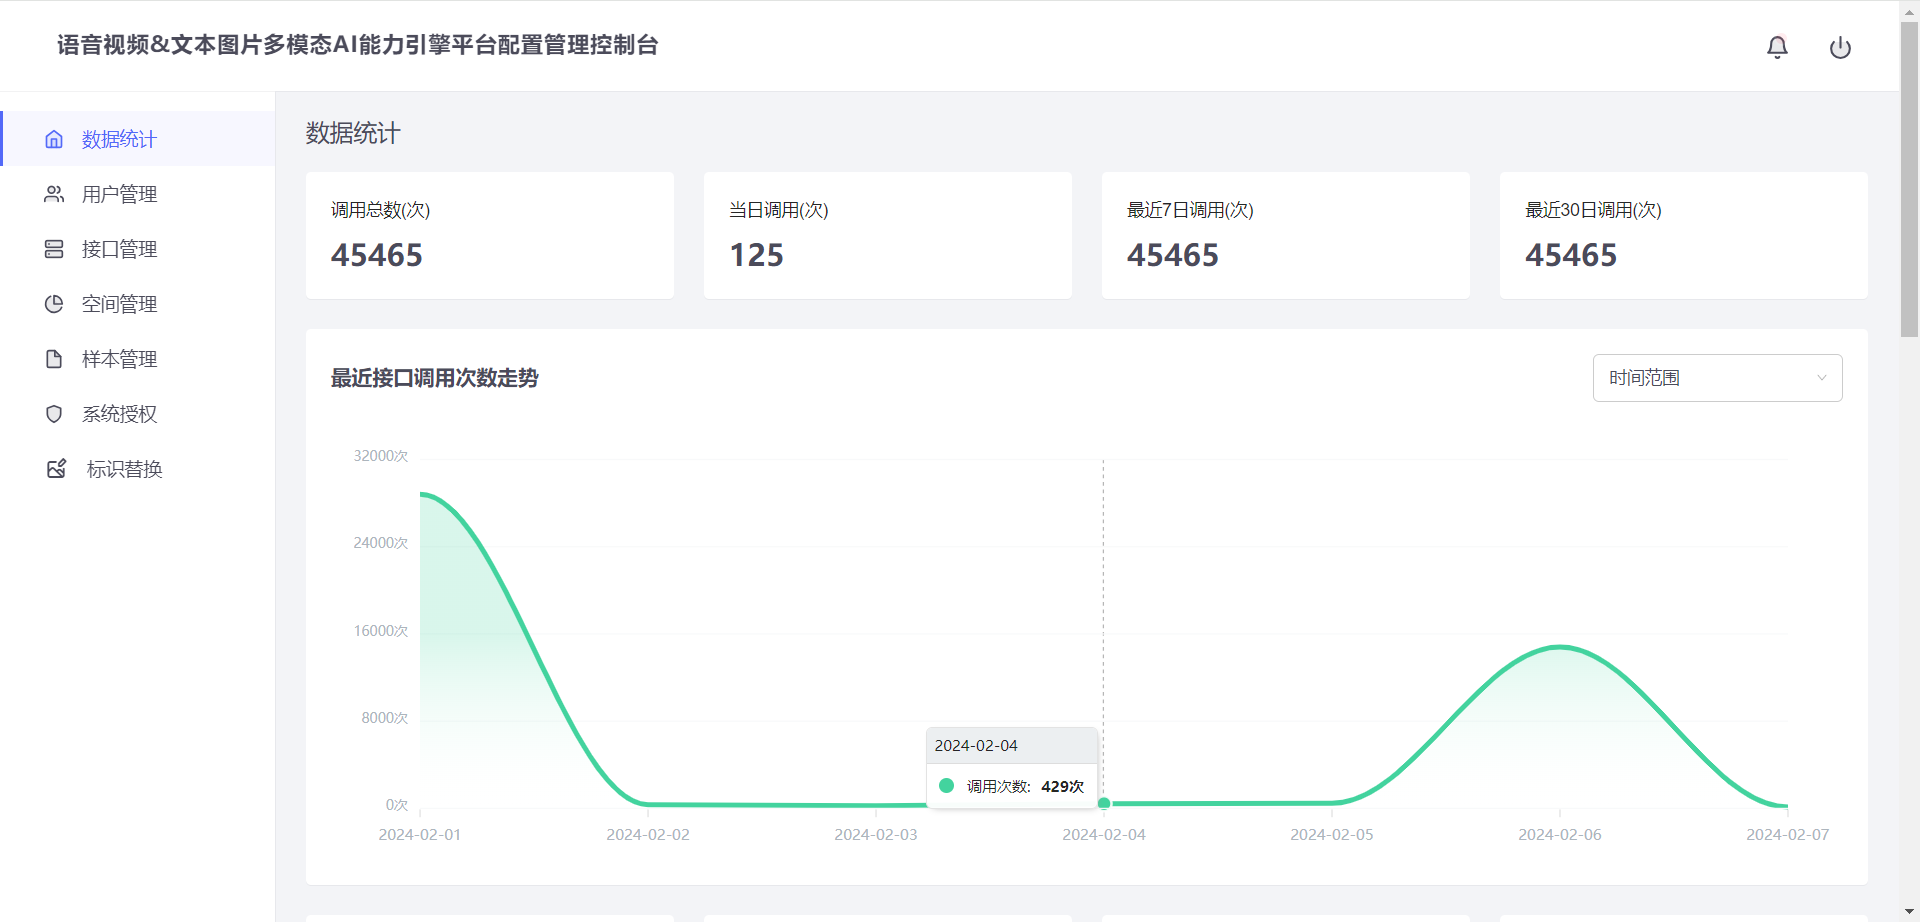 语音视频&文本图片多模态AI能力引擎平台配置管理控制台
数据统计
用户管理
接口管理
空间管理
样本管理
系统授权
标识替换
数据统计
调用总数(次)
45465
当日调用(次)
125
最近7日调用(次)
45465
最近30日调用(次)
45465
最近接口调用次数走势
时间范围
32000次
24000次
16000次
8000次
0次
2024-02-04
调用次数: 429次
2024-02-01
2024-02-02
2024-02-03
2024-02-04
2024-02-05
2024-02-06
2024-02-07